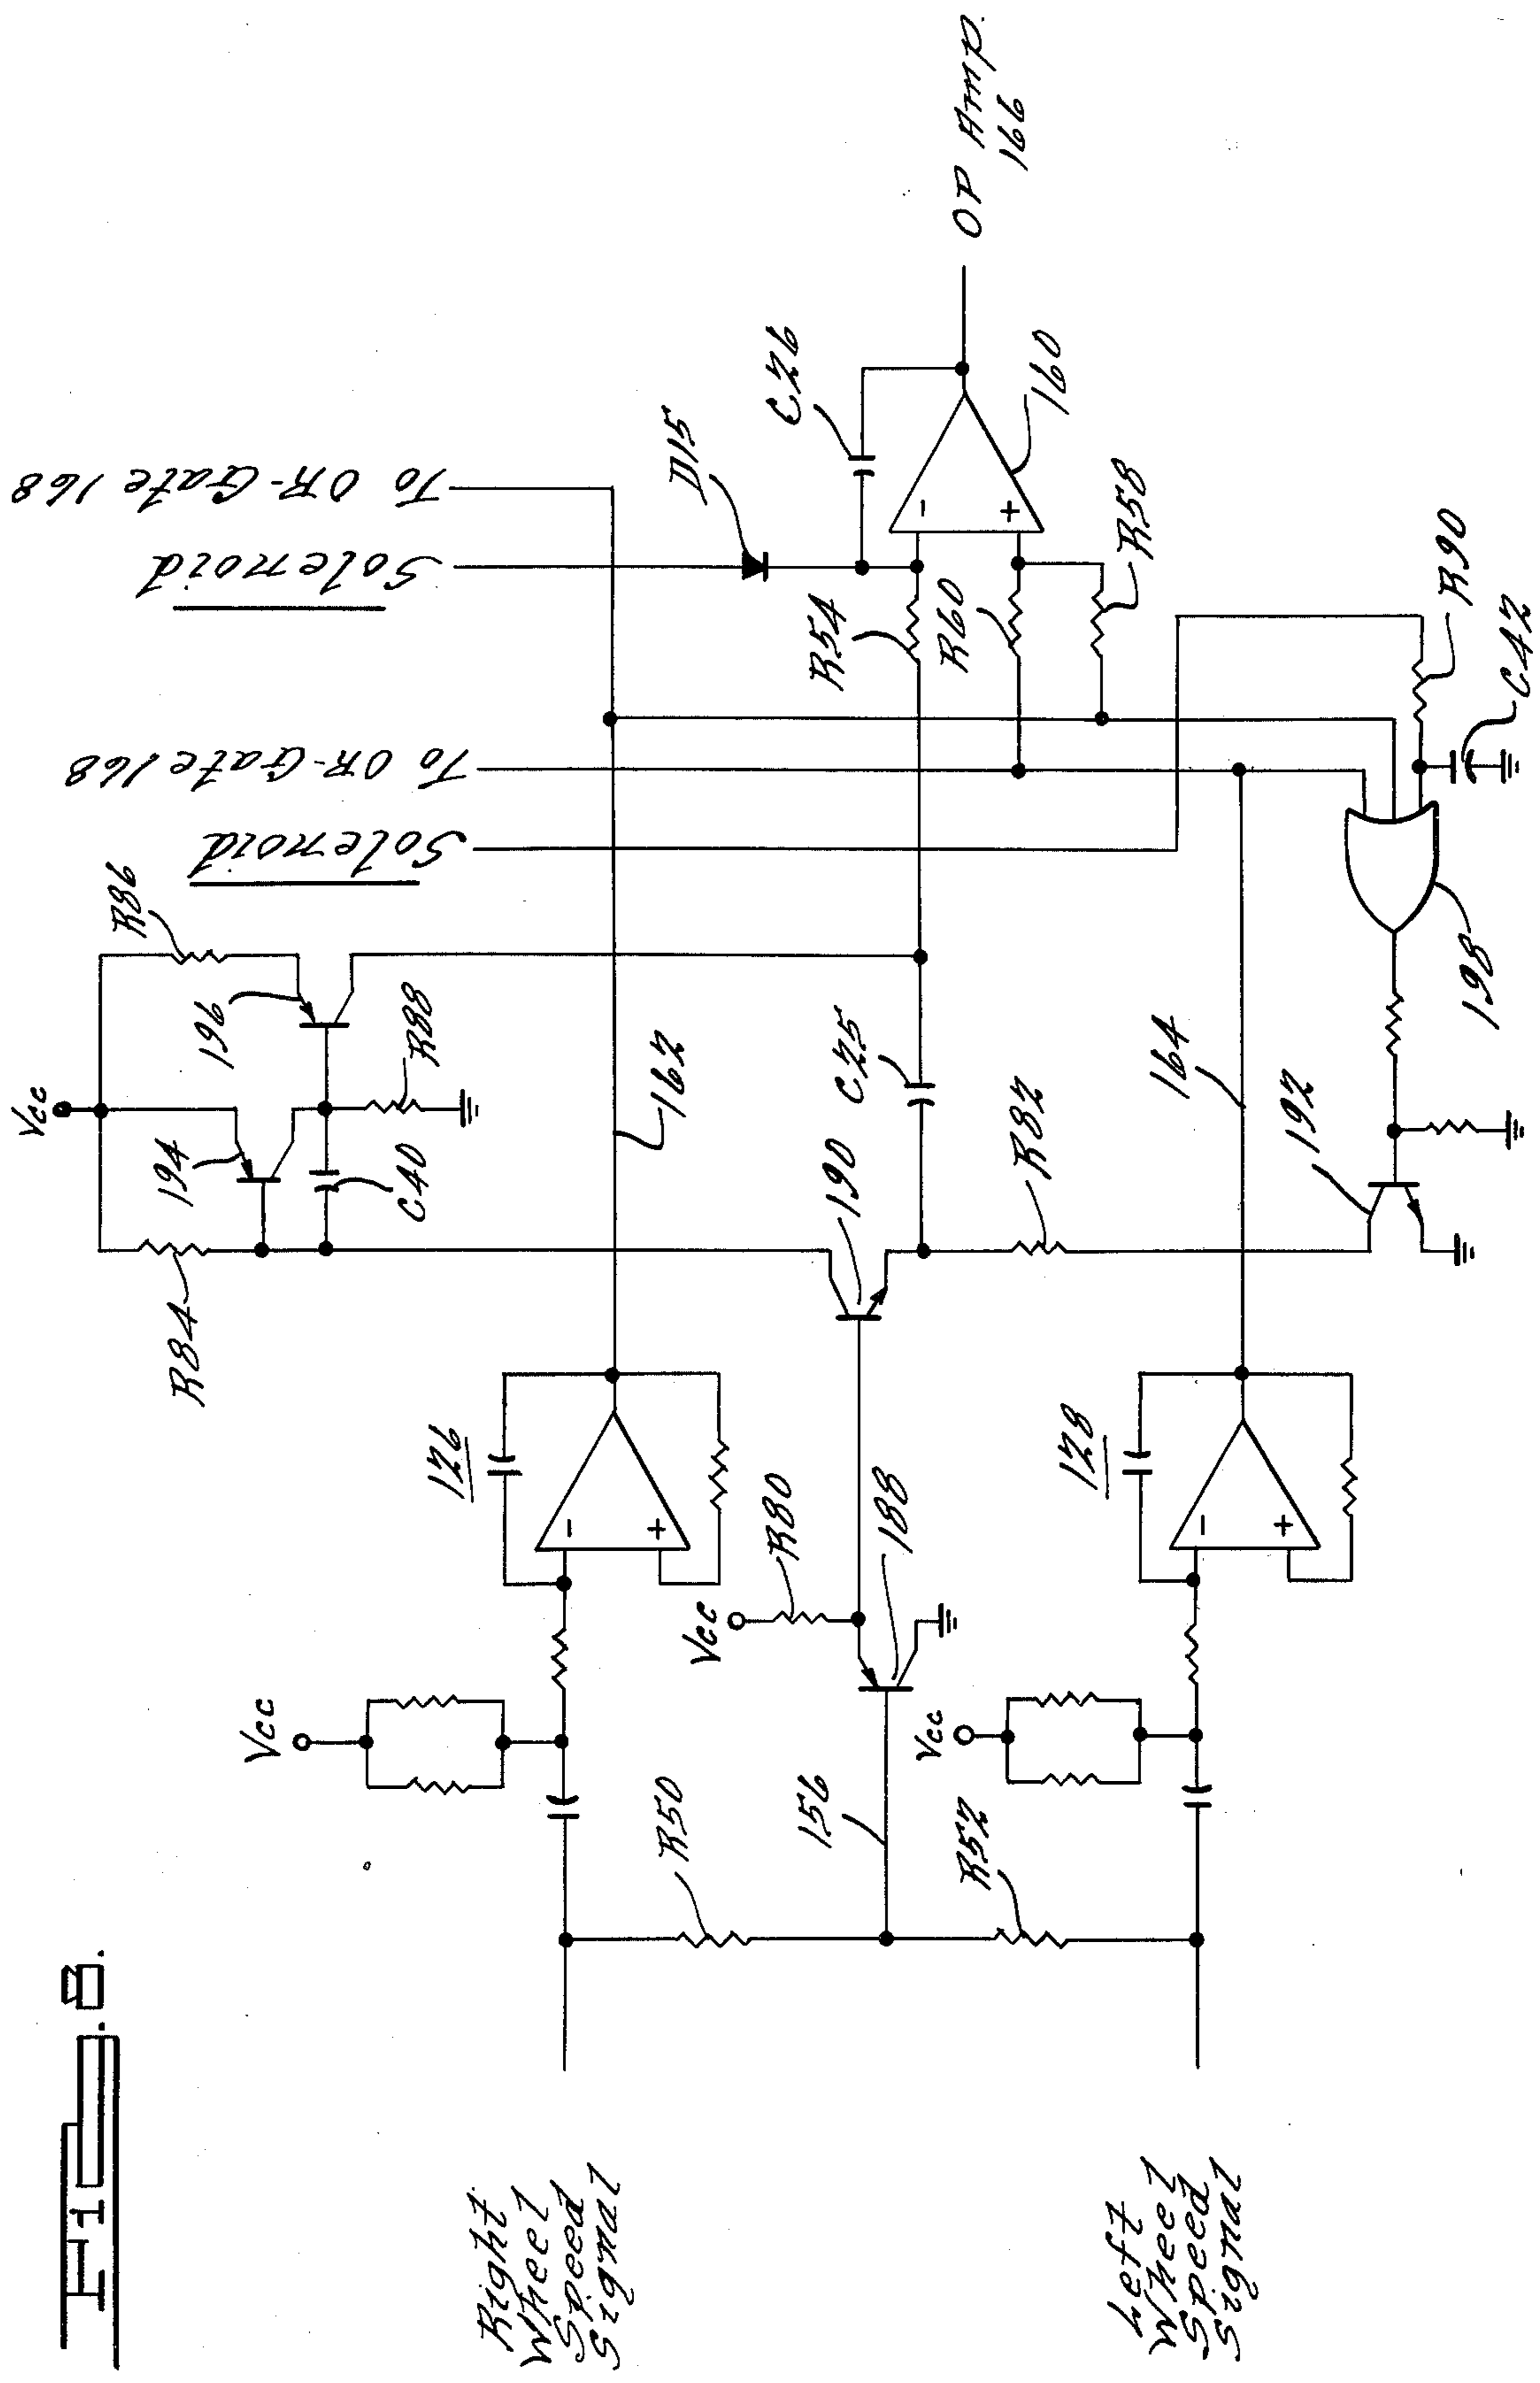 Fig. 8.
Right
Wheel
Speed
Signal
Left
Wheel
Speed
Signal
Vcc
R50
156
R52
Vcc
Vcc
R80
188
126
-
+
128
-
+
R84
194
C40
Vcc
196
R86
R88
190
C25
R82
162
164
192
198
Solenoid
To OR-Gate 168
Solenoid
To OR-Gate 168
R54
R60
R58
R90
C42
D15
C26
-
+
160
OP Amp.
166